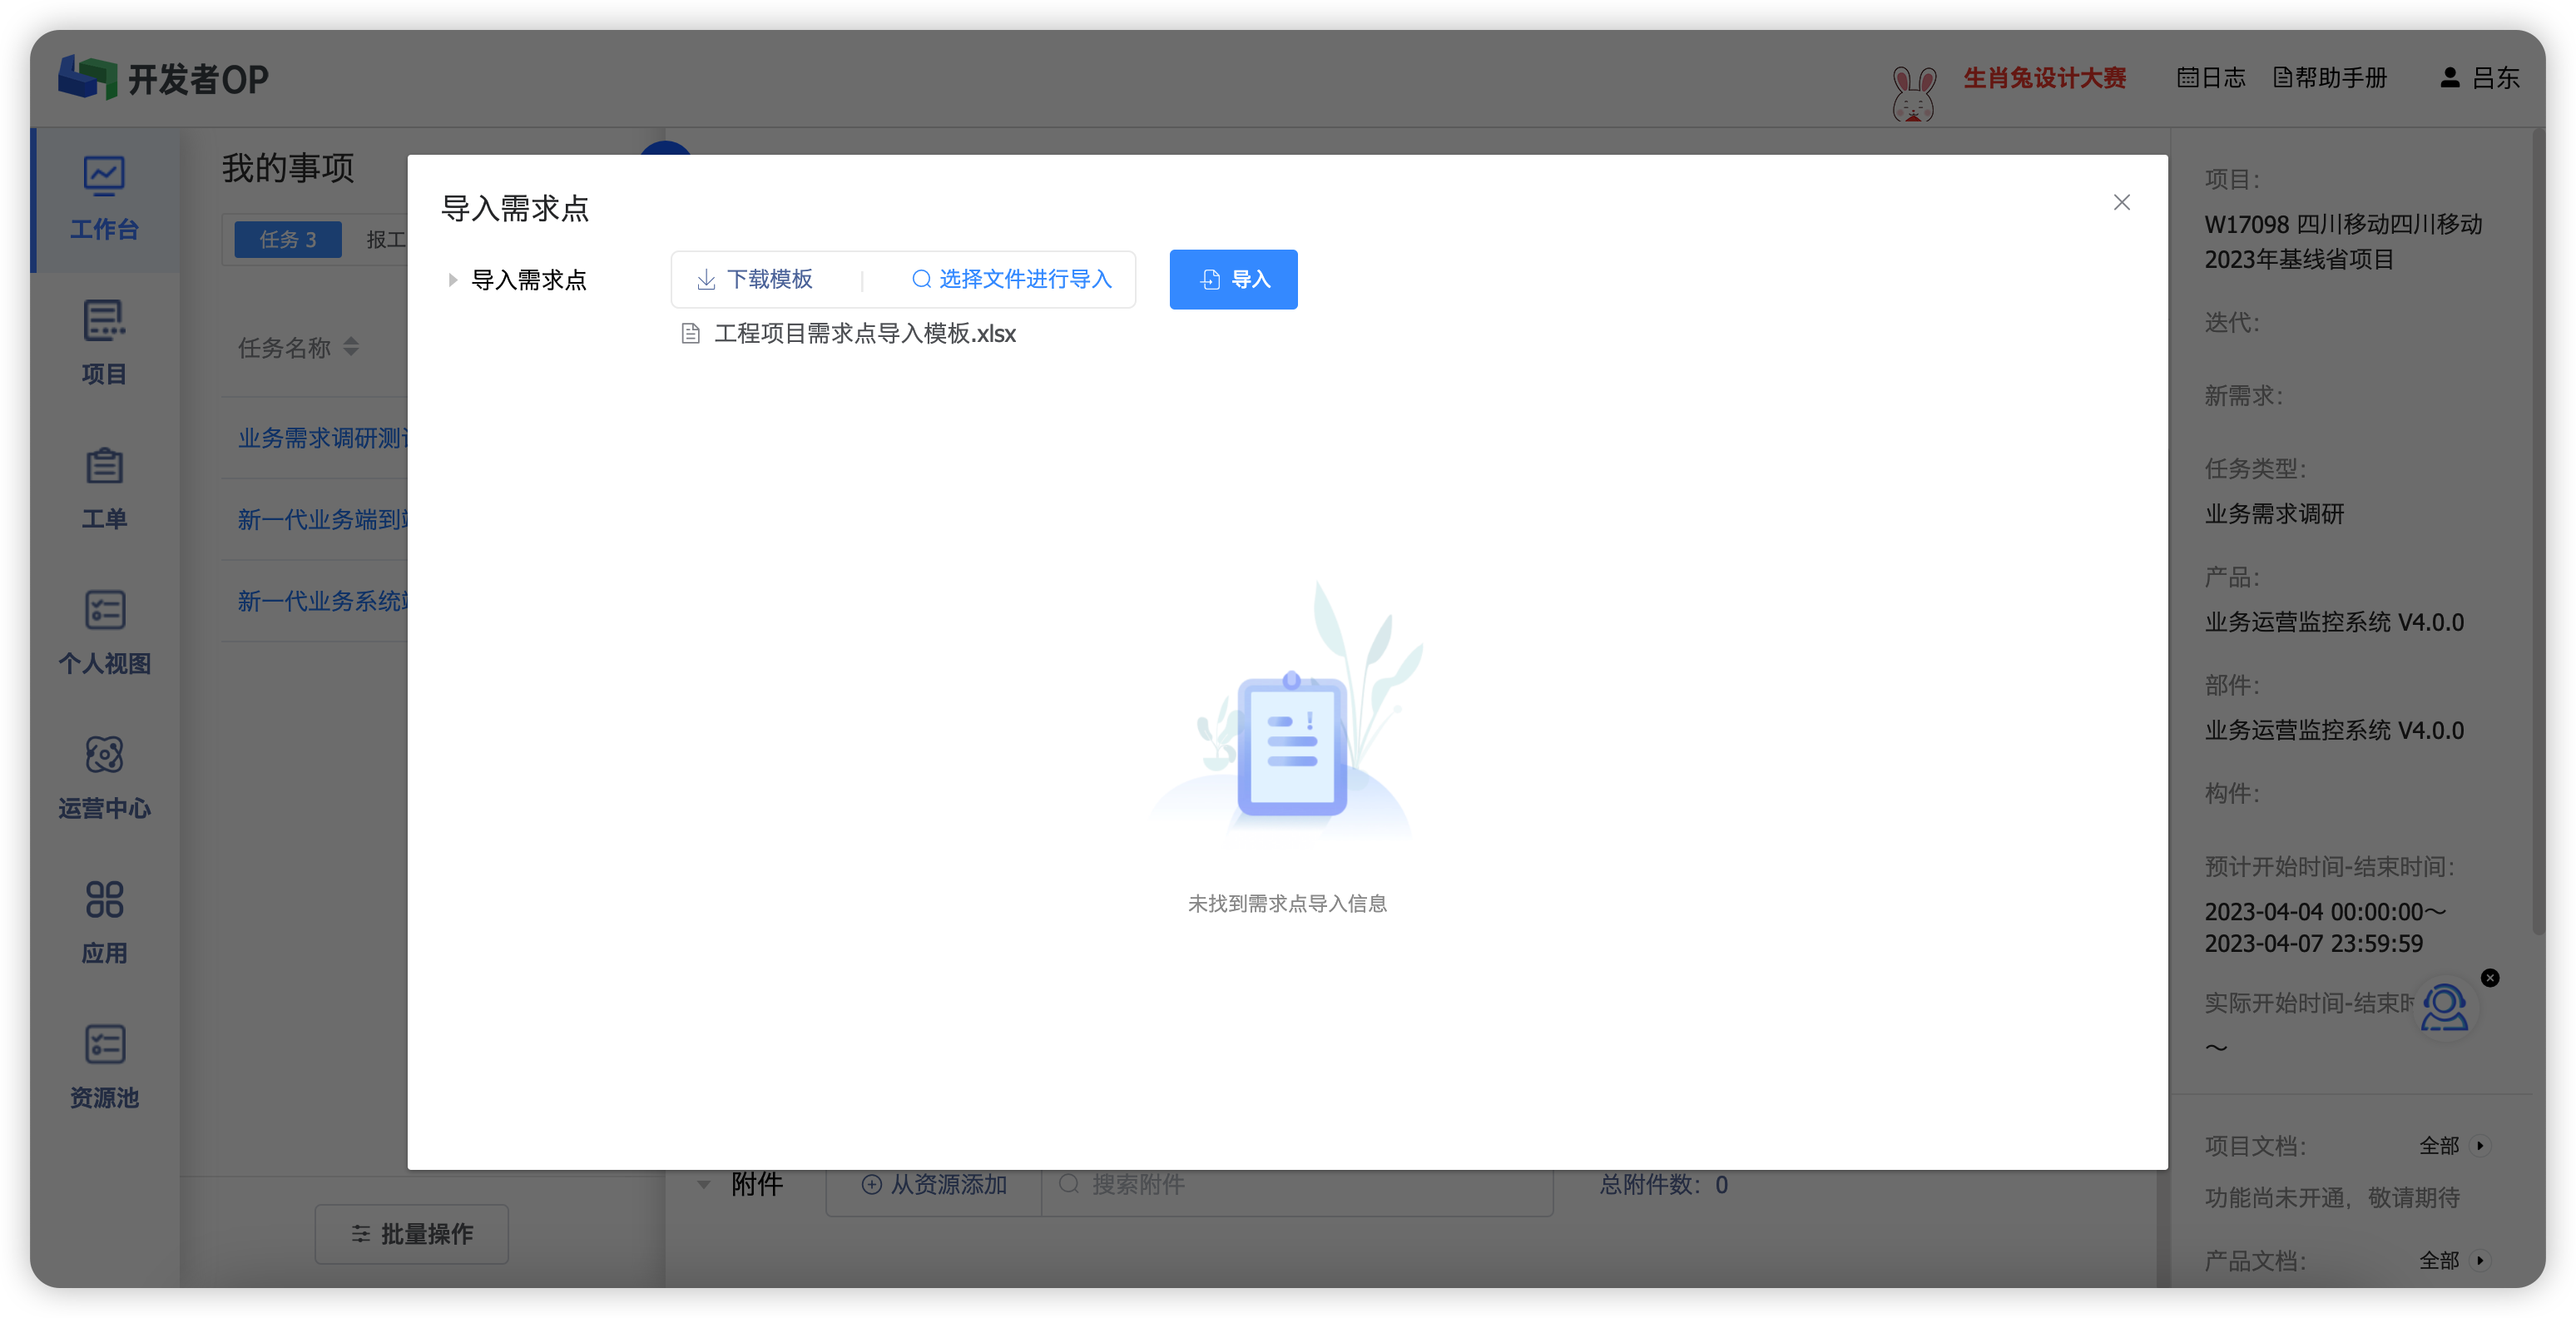 开发者OP
生肖兔设计大赛
日志
帮助手册
吕东
工作台
项目
工单
个人视图
运营中心
应用
资源池
我的事项
任务 3
报工
任务名称
业务需求调研测
新一代业务端到
新一代业务系统
批量操作
导入需求点
导入需求点
下载模板
选择文件进行导入
导入
工程项目需求点导入模板.xlsx
未找到需求点导入信息
附件
从资源添加
搜索附件
总附件数：0
项目：
W17098 四川移动四川移动
2023年基线省项目
迭代：
新需求：
任务类型：
业务需求调研
产品：
业务运营监控系统 V4.0.0
部件：
业务运营监控系统 V4.0.0
构件：
预计开始时间-结束时间：
2023-04-04 00:00:00～
2023-04-07 23:59:59
实际开始时间-结束
～
项目文档：
全部
功能尚未开通，敬请期待
产品文档：
全部